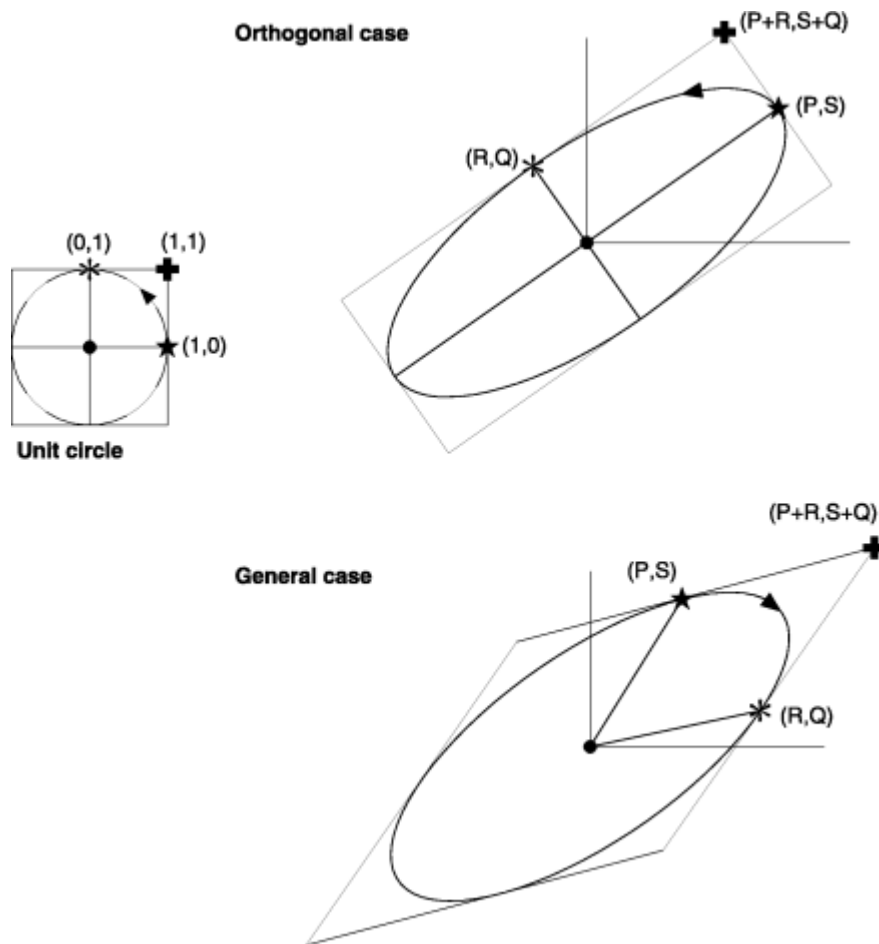 Orthogonal case
(P+R,S+Q)
(P,S)
(R,Q)
(0,1)
(1,1)
(1,0)
Unit circle
(P+R,S+Q)
General case
(P,S)
(R,Q)